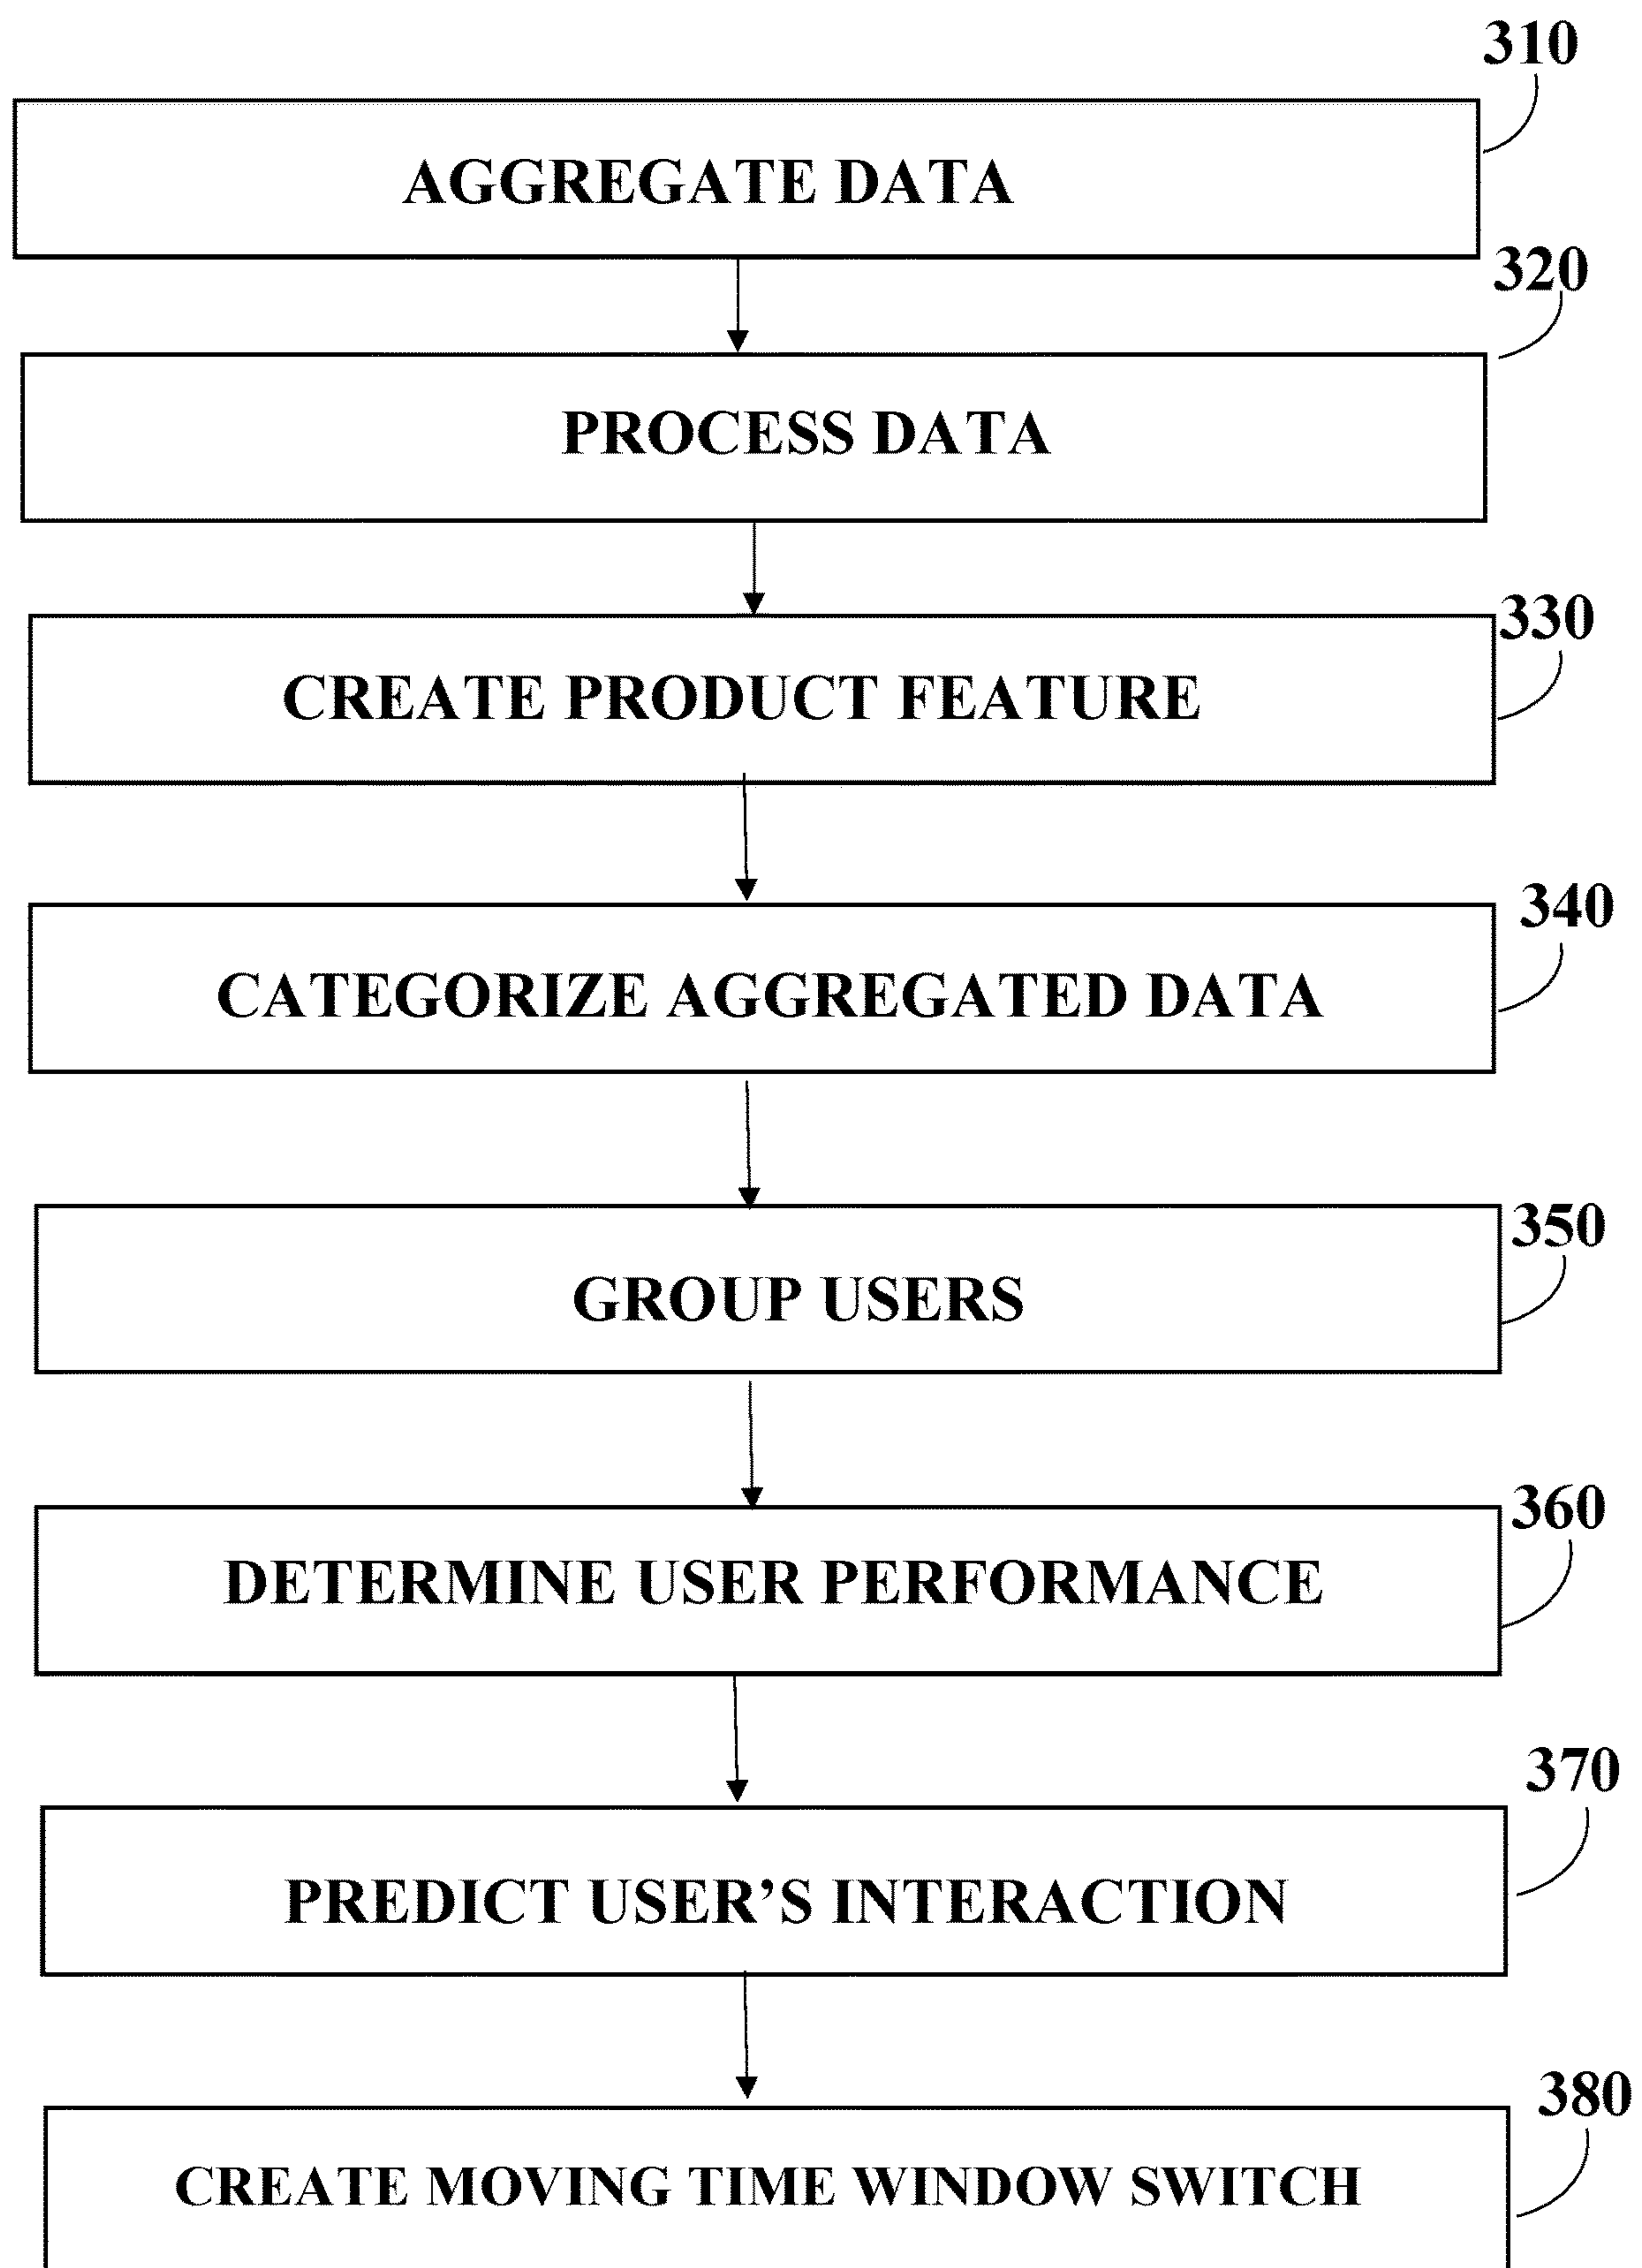 310
AGGREGATE DATA
320
PROCESS DATA
330
CREATE PRODUCT FEATURE
340
CATEGORIZE AGGREGATED DATA
350
GROUP USERS
360
DETERMINE USER PERFORMANCE
370
PREDICT USER’S INTERACTION
380
CREATE MOVING TIME WINDOW SWITCH